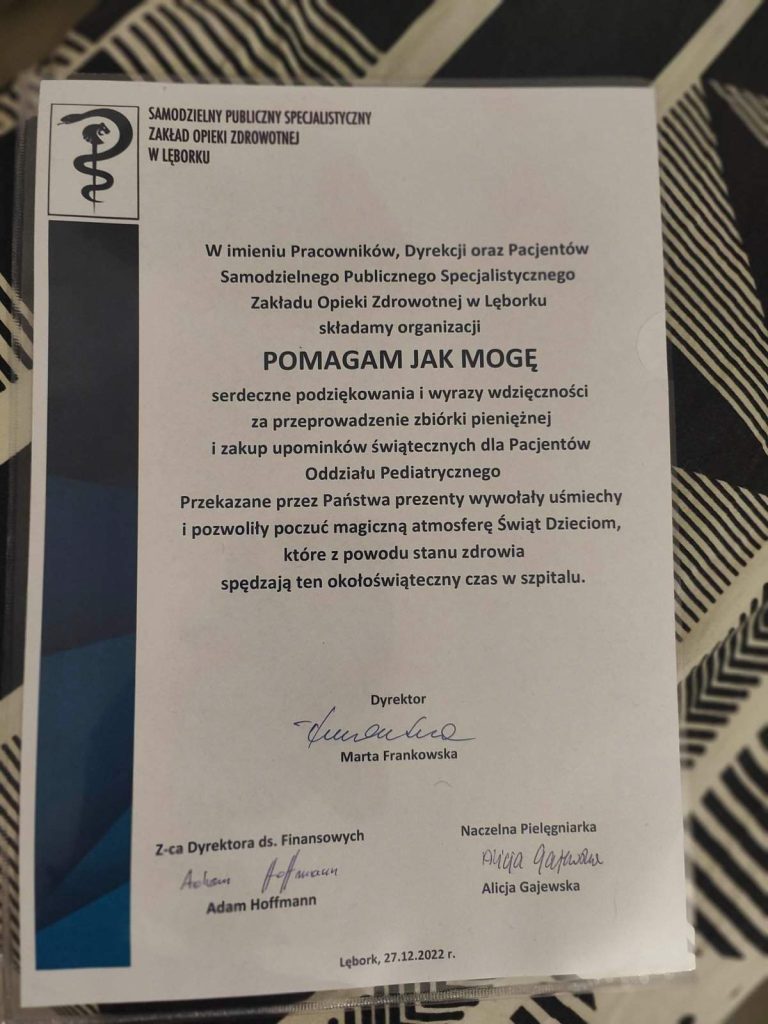 SAMODZIELNY PUBLICZNY SPECJALISTYCZNY
ZAKŁAD OPIEKI ZDROWOTNEJ
W LĘBORKU
W imieniu Pracowników, Dyrekcji oraz Pacjentów
Samodzielnego Publicznego Specjalistycznego
Zakładu Opieki Zdrowotnej w Lęborku
składamy organizacji
POMAGAM JAK MOGĘ
serdeczne podziękowania i wyrazy wdzięczności
za przeprowadzenie zbiórki pieniężnej
i zakup upominków świątecznych dla Pacjentów
Oddziału Pediatrycznego
Przekazane przez Państwa prezenty wywołały uśmiechy
i pozwoliły poczuć magiczną atmosferę Świąt Dzieciom,
które z powodu stanu zdrowia
spędzają ten okołoświąteczny czas w szpitalu.
Dyrektor
Marta Frankowska
Z-ca Dyrektora ds. Finansowych
Adam Hoffmann
Adam Hoffmann
Naczelna Pielęgniarka
Alicja Gajewska
Alicja Gajewska
Lębork, 27.12.2022 r.